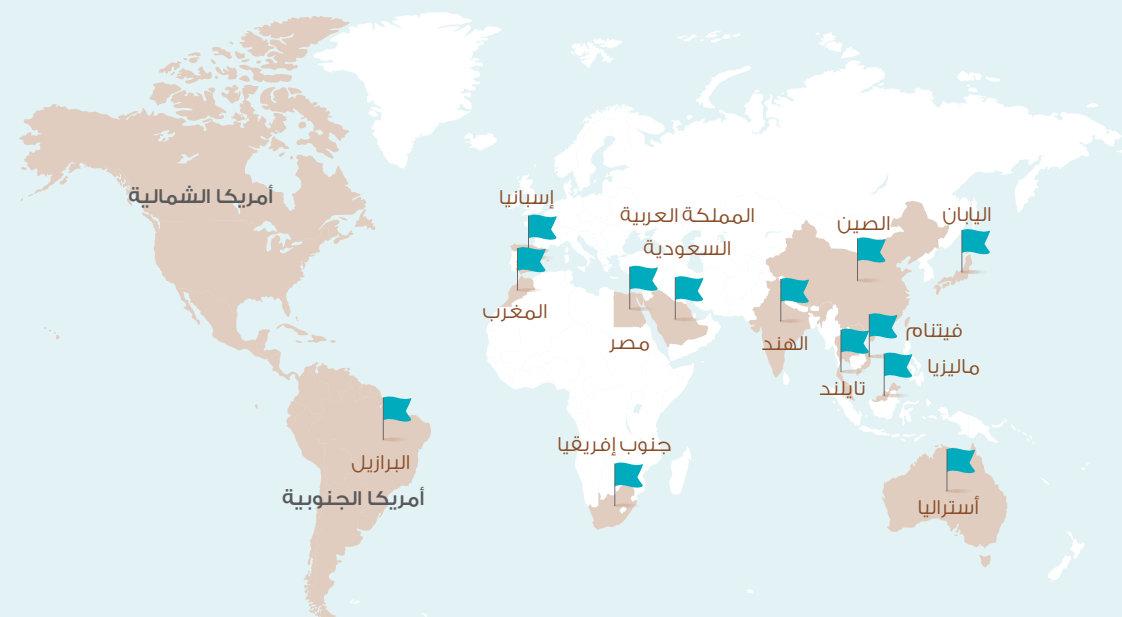 أمريكا الشمالية
إسبانيا
المملكة العربية
السعودية
الصين
اليابان
المغرب
مصر
الهند
فيتنام
ماليزيا
تايلند
جنوب إفريقيا
البرازيل
أمريكا الجنوبية
أستراليا